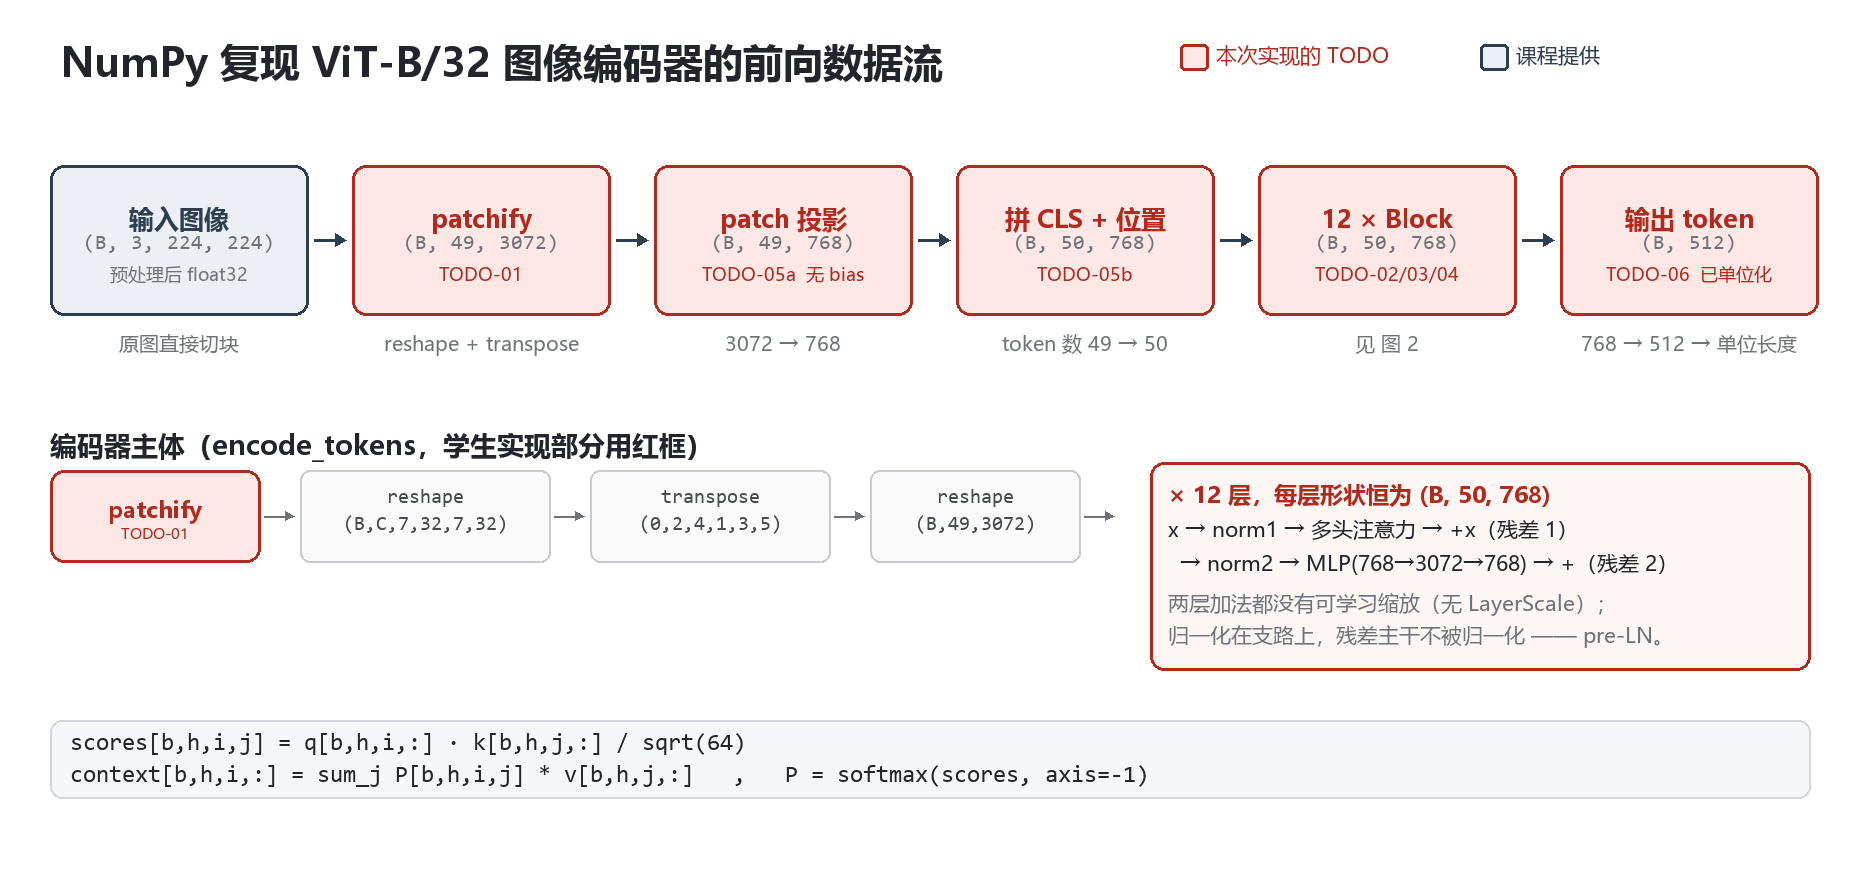 NumPy 复现 ViT-B/32 图像编码器的前向数据流
本次实现的 TODO
课程提供
输入图像
(B, 3, 224, 224)
预处理后 float32
原图直接切块
patchify
(B, 49, 3072)
TODO-01
reshape + transpose
patch 投影
(B, 49, 768)
TODO-05a 无 bias
3072 → 768
拼 CLS + 位置
(B, 50, 768)
TODO-05b
token 数 49 → 50
12 × Block
(B, 50, 768)
TODO-02/03/04
见 图 2
输出 token
(B, 512)
TODO-06 已单位化
768 → 512 → 单位长度
编码器主体（encode_tokens，学生实现部分用红框）
patchify
TODO-01
reshape
(B,C,7,32,7,32)
transpose
(0,2,4,1,3,5)
reshape
(B,49,3072)
× 12 层，每层形状恒为 (B, 50, 768)
x → norm1 → 多头注意力 → +x（残差 1）
→ norm2 → MLP(768→3072→768) → +（残差 2）
两层加法都没有可学习缩放（无 LayerScale）；
归一化在支路上，残差主干不被归一化 —— pre-LN。
scores[b,h,i,j] = q[b,h,i,:] · k[b,h,j,:] / sqrt(64)
context[b,h,i,:] = sum_j P[b,h,i,j] * v[b,h,j,:]   ,   P = softmax(scores, axis=-1)